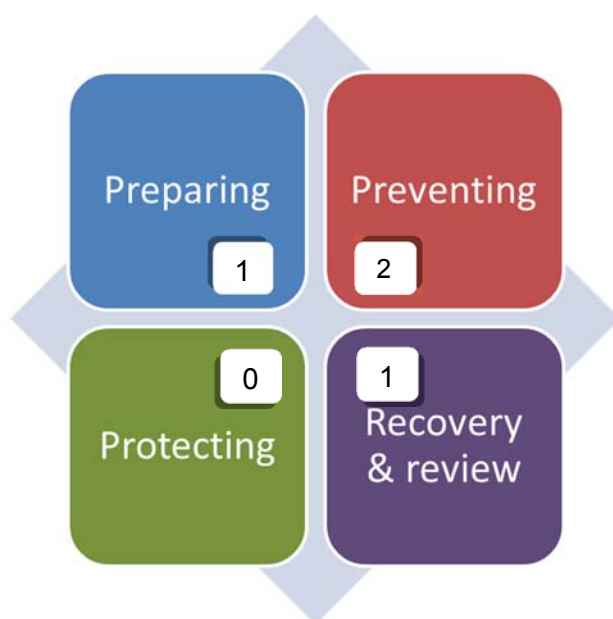 Preparing
1
Preventing
2
0
Protecting
1
Recovery
& review